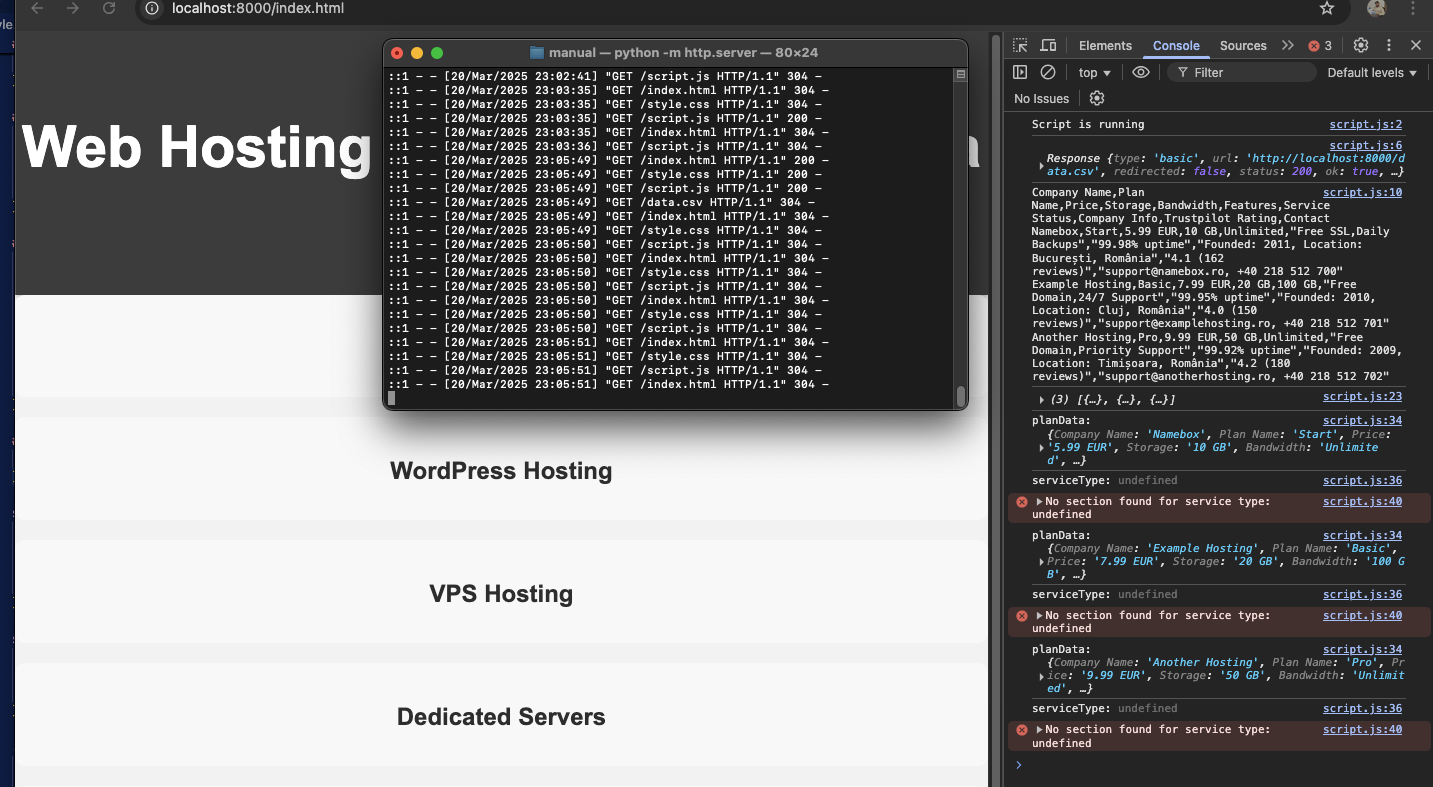 localhost:8000/index.html
Web Hosting
manual — python -m http.server — 80×24
::1 - - [20/Mar/2025 23:02:41] "GET /script.js HTTP/1.1" 304 -
::1 - - [20/Mar/2025 23:03:35] "GET /index.html HTTP/1.1" 304 -
::1 - - [20/Mar/2025 23:03:35] "GET /style.css HTTP/1.1" 304 -
::1 - - [20/Mar/2025 23:03:35] "GET /script.js HTTP/1.1" 200 -
::1 - - [20/Mar/2025 23:03:35] "GET /index.html HTTP/1.1" 304 -
::1 - - [20/Mar/2025 23:03:36] "GET /script.js HTTP/1.1" 304 -
::1 - - [20/Mar/2025 23:05:49] "GET /index.html HTTP/1.1" 200 -
::1 - - [20/Mar/2025 23:05:49] "GET /style.css HTTP/1.1" 200 -
::1 - - [20/Mar/2025 23:05:49] "GET /script.js HTTP/1.1" 200 -
::1 - - [20/Mar/2025 23:05:49] "GET /data.csv HTTP/1.1" 304 -
::1 - - [20/Mar/2025 23:05:49] "GET /index.html HTTP/1.1" 304 -
::1 - - [20/Mar/2025 23:05:49] "GET /style.css HTTP/1.1" 304 -
::1 - - [20/Mar/2025 23:05:50] "GET /script.js HTTP/1.1" 304 -
::1 - - [20/Mar/2025 23:05:50] "GET /index.html HTTP/1.1" 304 -
::1 - - [20/Mar/2025 23:05:50] "GET /style.css HTTP/1.1" 304 -
::1 - - [20/Mar/2025 23:05:50] "GET /script.js HTTP/1.1" 304 -
::1 - - [20/Mar/2025 23:05:50] "GET /index.html HTTP/1.1" 304 -
::1 - - [20/Mar/2025 23:05:50] "GET /style.css HTTP/1.1" 304 -
::1 - - [20/Mar/2025 23:05:50] "GET /script.js HTTP/1.1" 304 -
::1 - - [20/Mar/2025 23:05:51] "GET /index.html HTTP/1.1" 304 -
::1 - - [20/Mar/2025 23:05:51] "GET /style.css HTTP/1.1" 304 -
::1 - - [20/Mar/2025 23:05:51] "GET /script.js HTTP/1.1" 304 -
::1 - - [20/Mar/2025 23:05:51] "GET /index.html HTTP/1.1" 304 -
WordPress Hosting
VPS Hosting
Dedicated Servers
Elements Console Sources 3
top Filter Default levels
No Issues
Script is running script.js:2
script.js:6
Response {type: 'basic', url: 'http://localhost:8000/d
ata.csv', redirected: false, status: 200, ok: true, …}
Company Name,Plan script.js:10
Name,Price,Storage,Bandwidth,Features,Service
Status,Company Info,Trustpilot Rating,Contact
Namebox,Start,5.99 EUR,10 GB,Unlimited,"Free SSL,Daily
Backups","99.98% uptime","Founded: 2011, Location:
București, România","4.1 (162
reviews)","support@namebox.ro, +40 218 512 700"
Example Hosting,Basic,7.99 EUR,20 GB,100 GB,"Free
Domain,24/7 Support","99.95% uptime","Founded: 2010,
Location: Cluj, România","4.0 (150
reviews)","support@examplehosting.ro, +40 218 512 701"
Another Hosting,Pro,9.99 EUR,50 GB,Unlimited,"Free
Domain,Priority Support","99.92% uptime","Founded: 2009,
Location: Timișoara, România","4.2 (180
reviews)","support@anotherhosting.ro, +40 218 512 702"
(3) [{…}, {…}, {…}] script.js:23
planData: script.js:34
{Company Name: 'Namebox', Plan Name: 'Start', Price:
'5.99 EUR', Storage: '10 GB', Bandwidth: 'Unlimite
d', …}
serviceType: undefined script.js:36
No section found for service type: script.js:40
undefined
planData: script.js:34
{Company Name: 'Example Hosting', Plan Name: 'Basic',
Price: '7.99 EUR', Storage: '20 GB', Bandwidth: '100 G
B', …}
serviceType: undefined script.js:36
No section found for service type: script.js:40
undefined
planData: script.js:34
{Company Name: 'Another Hosting', Plan Name: 'Pro', Pr
ice: '9.99 EUR', Storage: '50 GB', Bandwidth: 'Unlimit
ed', …}
serviceType: undefined script.js:36
No section found for service type: script.js:40
undefined